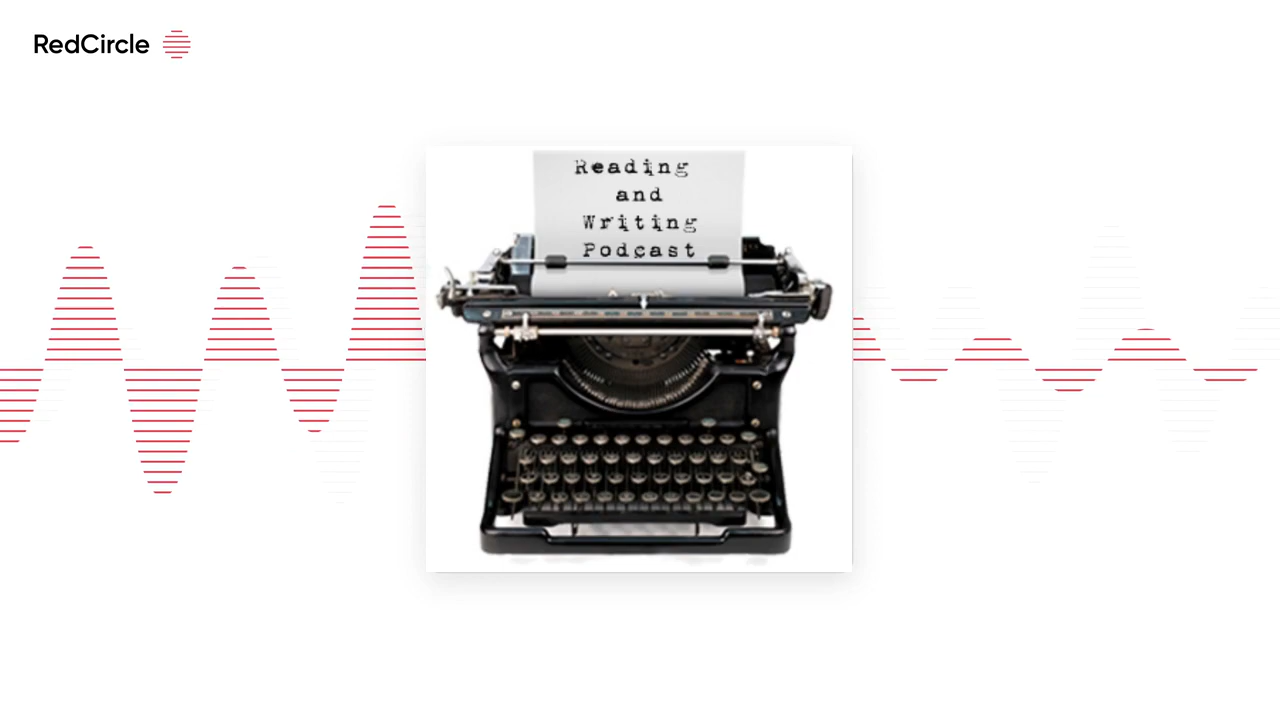 RedCircle
Reading
and
Writing
Podcast